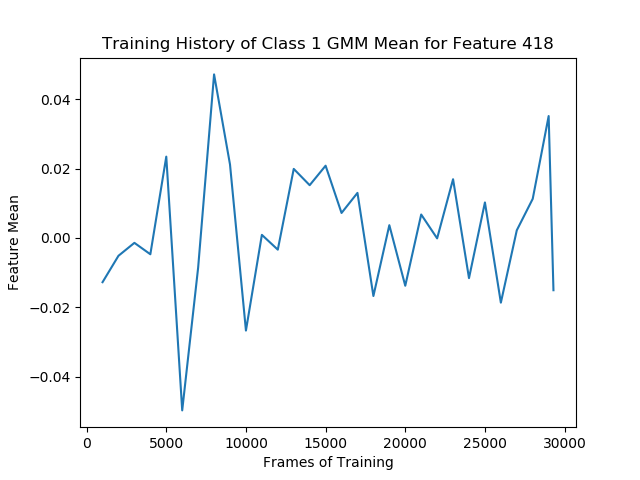 Training History of Class 1 GMM Mean for Feature 418
0.04
0.02
0.00
−0.02
−0.04
Feature Mean
0 5000 10000 15000 20000 25000 30000
Frames of Training